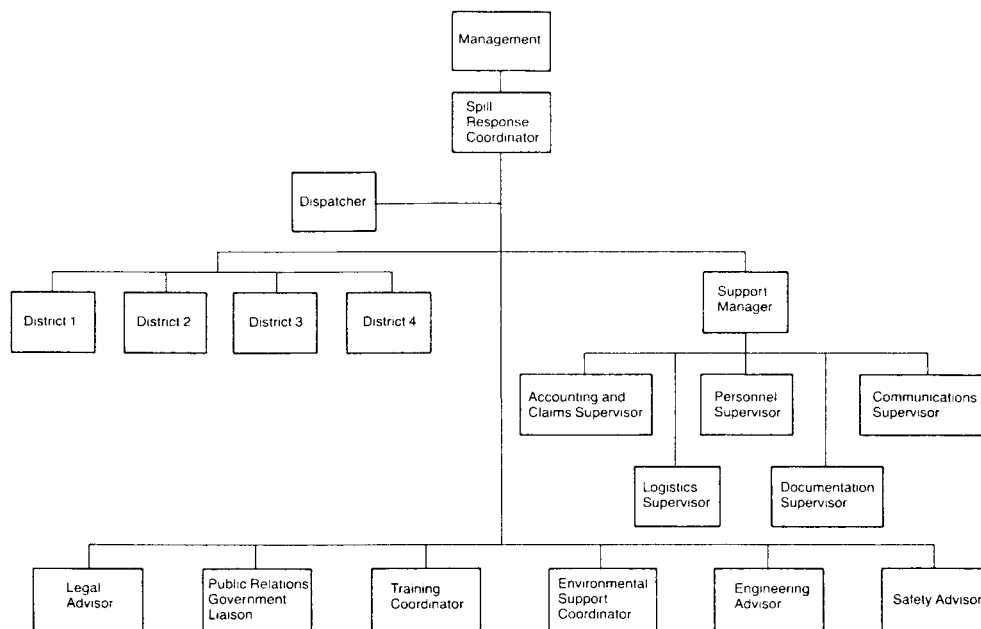 Management
Spill
Response
Coordinator
Dispatcher
District 1
District 2
District 3
District 4
Support
Manager
Accounting and
Claims Supervisor
Personnel
Supervisor
Communications
Supervisor
Logistics
Supervisor
Documentation
Supervisor
Legal
Advisor
Public Relations
Government
Liaison
Training
Coordinator
Environmental
Support
Coordinator
Engineering
Advisor
Safety Advisor